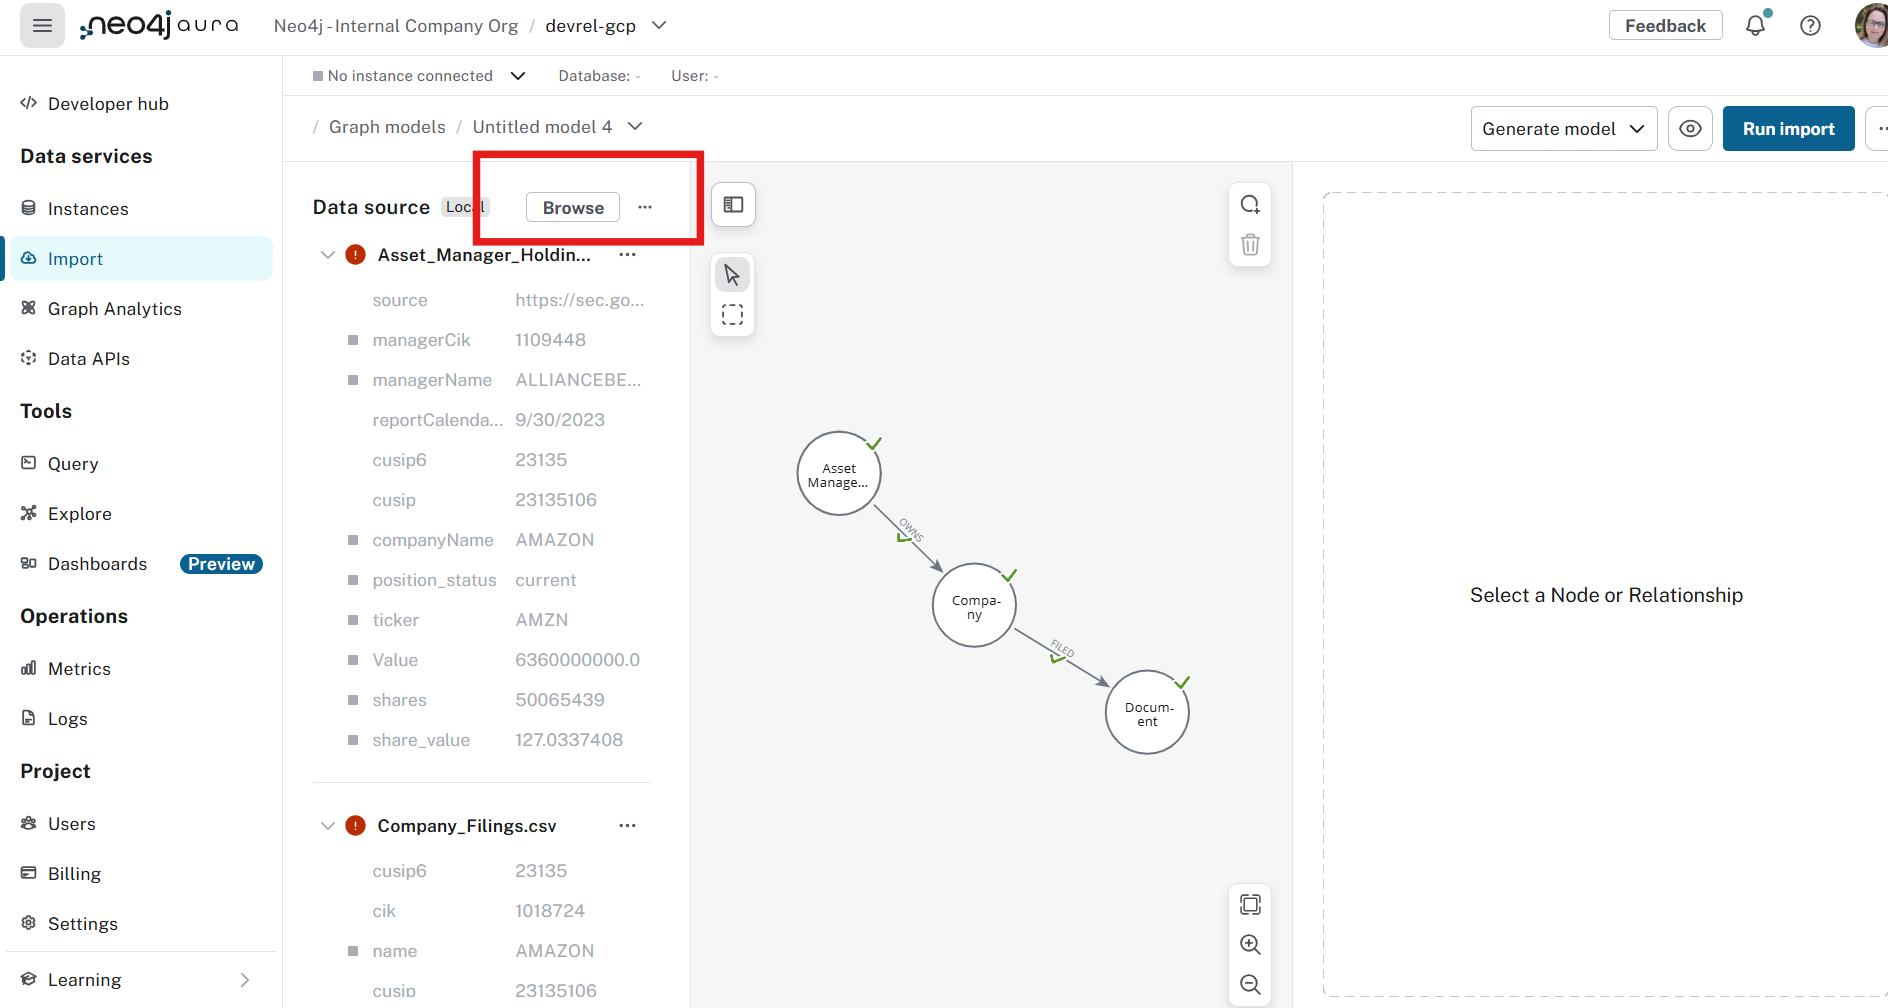 neo4j aura
Neo4j - Internal Company Org / devrel-gcp
Feedback
No instance connected
Database: -
User: -
/ Graph models / Untitled model 4
Generate model
Run import
Developer hub
Data services
Instances
Import
Graph Analytics
Data APIs
Tools
Query
Explore
Dashboards Preview
Operations
Metrics
Logs
Project
Users
Billing
Settings
Learning
Data source Local Browse ...
Asset_Manager_Holdin... ...
source https://sec.go...
managerCik 1109448
managerName ALLIANCEBE...
reportCalenda... 9/30/2023
cusip6 23135
cusip 23135106
companyName AMAZON
position_status current
ticker AMZN
Value 6360000000.0
shares 50065439
share_value 127.0337408
Company_Filings.csv ...
cusip6 23135
cik 1018724
name AMAZON
cusip 23135106
Asset
Manage...
OWNS
Compa-
ny
FILED
Docum-
ent
Select a Node or Relationship